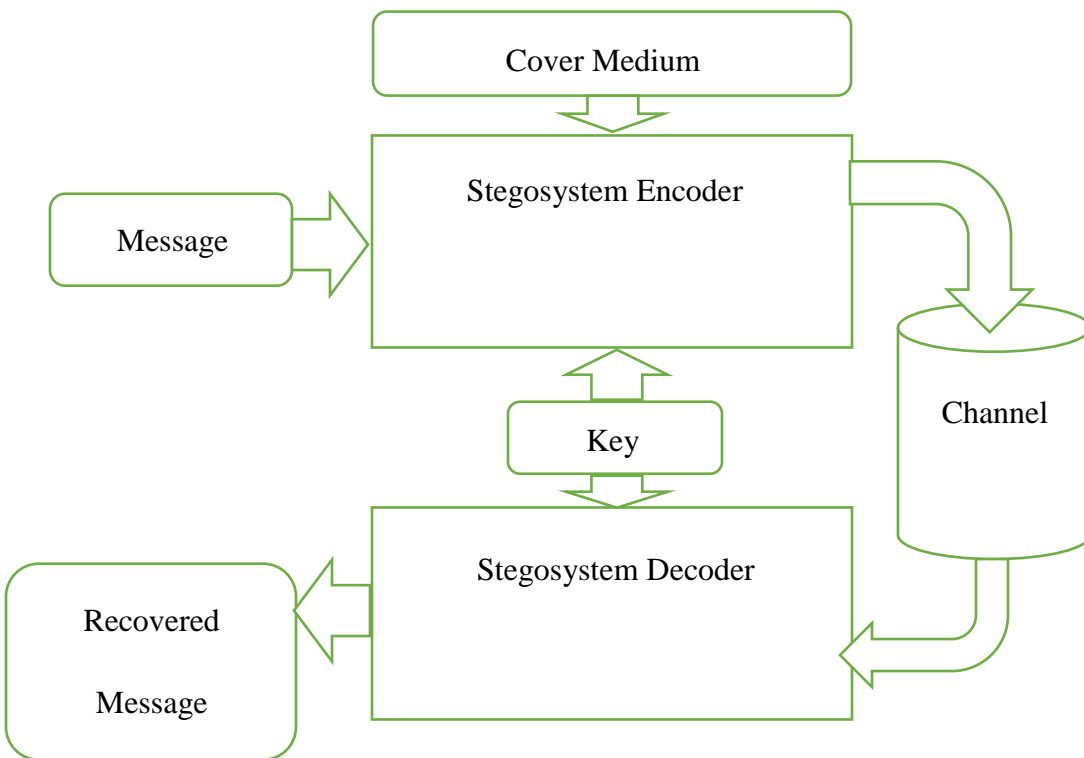 Cover Medium
Stegosystem Encoder
Message
Channel
Key
Stegosystem Decoder
Recovered
Message